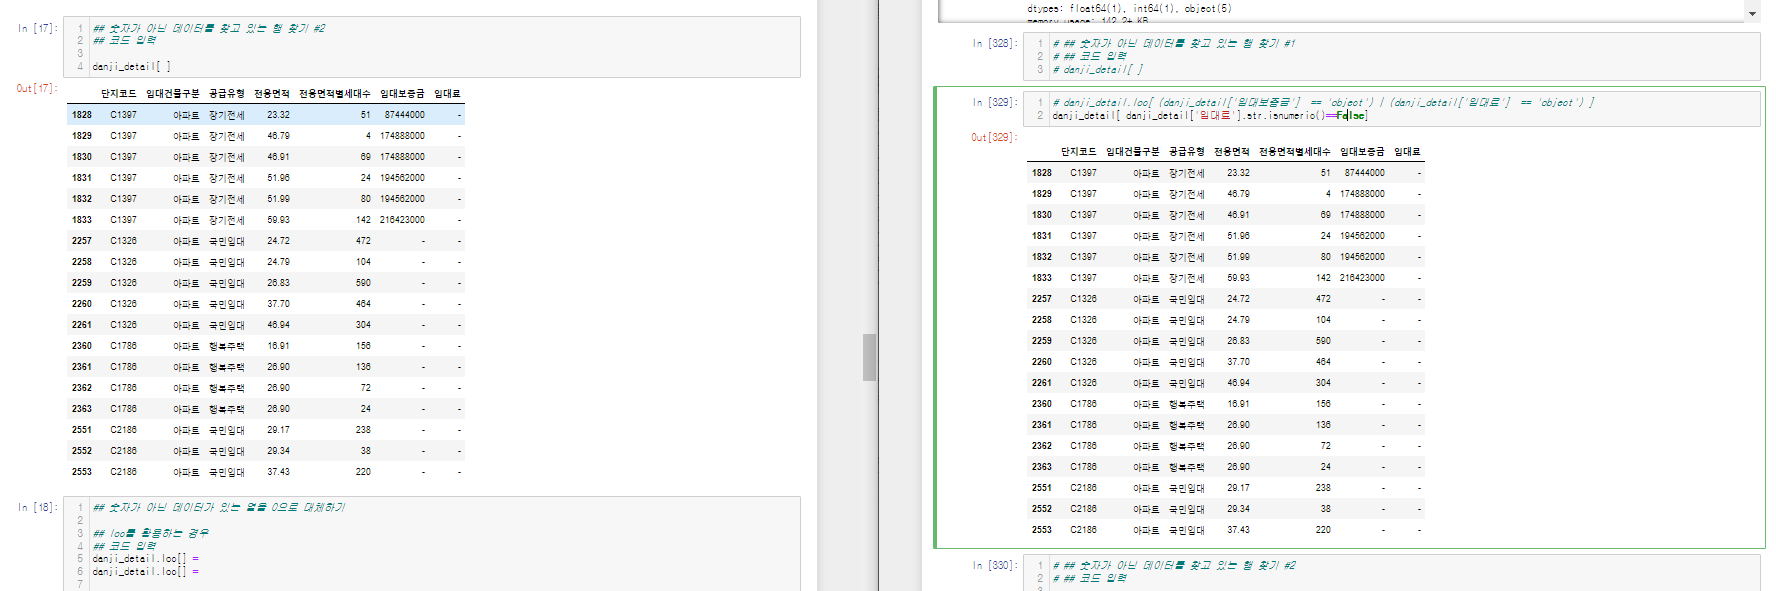 In [17]:
1 ## 숫자가 아닌 데이터를 찾고 있는 행 찾기 #2
2 ## 코드 입력
3
4 danji_detail[ ]
Out[17]:
단지코드 임대건물구분 공급유형 전용면적 전용면적별세대수 임대보증금 임대료
1828 C1397 아파트 장기전세 23.32 51 87444000 -
1829 C1397 아파트 장기전세 46.79 4 174888000 -
1830 C1397 아파트 장기전세 46.91 69 174888000 -
1831 C1397 아파트 장기전세 51.96 24 194562000 -
1832 C1397 아파트 장기전세 51.99 80 194562000 -
1833 C1397 아파트 장기전세 59.93 142 216423000 -
2257 C1326 아파트 국민임대 24.72 472 - -
2258 C1326 아파트 국민임대 24.79 104 - -
2259 C1326 아파트 국민임대 26.83 590 - -
2260 C1326 아파트 국민임대 37.70 464 - -
2261 C1326 아파트 국민임대 46.94 304 - -
2360 C1786 아파트 행복주택 16.91 156 - -
2361 C1786 아파트 행복주택 26.90 136 - -
2362 C1786 아파트 행복주택 26.90 72 - -
2363 C1786 아파트 행복주택 26.90 24 - -
2551 C2186 아파트 국민임대 29.17 238 - -
2552 C2186 아파트 국민임대 29.34 38 - -
2553 C2186 아파트 국민임대 37.43 220 - -
In [18]:
1 ## 숫자가 아닌 데이터가 있는 열을 0으로 대체하기
2
3 ## loc를 활용하는 경우
4 ## 코드 입력
5 danji_detail.loc[] =
6 danji_detail.loc[] =
7
dtypes: float64(1), int64(1), object(5)
memory usage: 142.2+ KB
In [328]:
1 # ## 숫자가 아닌 데이터를 찾고 있는 행 찾기 #1
2 # ## 코드 입력
3 # danji_detail[ ]
In [329]:
1 # danji_detail.loc[ (danji_detail['임대보증금'] == 'object') | (danji_detail['임대료'] == 'object') ]
2 danji_detail[ danji_detail['임대료'].str.isnumeric()==False]
Out[329]:
단지코드 임대건물구분 공급유형 전용면적 전용면적별세대수 임대보증금 임대료
1828 C1397 아파트 장기전세 23.32 51 87444000 -
1829 C1397 아파트 장기전세 46.79 4 174888000 -
1830 C1397 아파트 장기전세 46.91 69 174888000 -
1831 C1397 아파트 장기전세 51.96 24 194562000 -
1832 C1397 아파트 장기전세 51.99 80 194562000 -
1833 C1397 아파트 장기전세 59.93 142 216423000 -
2257 C1326 아파트 국민임대 24.72 472 - -
2258 C1326 아파트 국민임대 24.79 104 - -
2259 C1326 아파트 국민임대 26.83 590 - -
2260 C1326 아파트 국민임대 37.70 464 - -
2261 C1326 아파트 국민임대 46.94 304 - -
2360 C1786 아파트 행복주택 16.91 156 - -
2361 C1786 아파트 행복주택 26.90 136 - -
2362 C1786 아파트 행복주택 26.90 72 - -
2363 C1786 아파트 행복주택 26.90 24 - -
2551 C2186 아파트 국민임대 29.17 238 - -
2552 C2186 아파트 국민임대 29.34 38 - -
2553 C2186 아파트 국민임대 37.43 220 - -
In [330]:
1 # ## 숫자가 아닌 데이터를 찾고 있는 행 찾기 #2
2 # ## 코드 입력